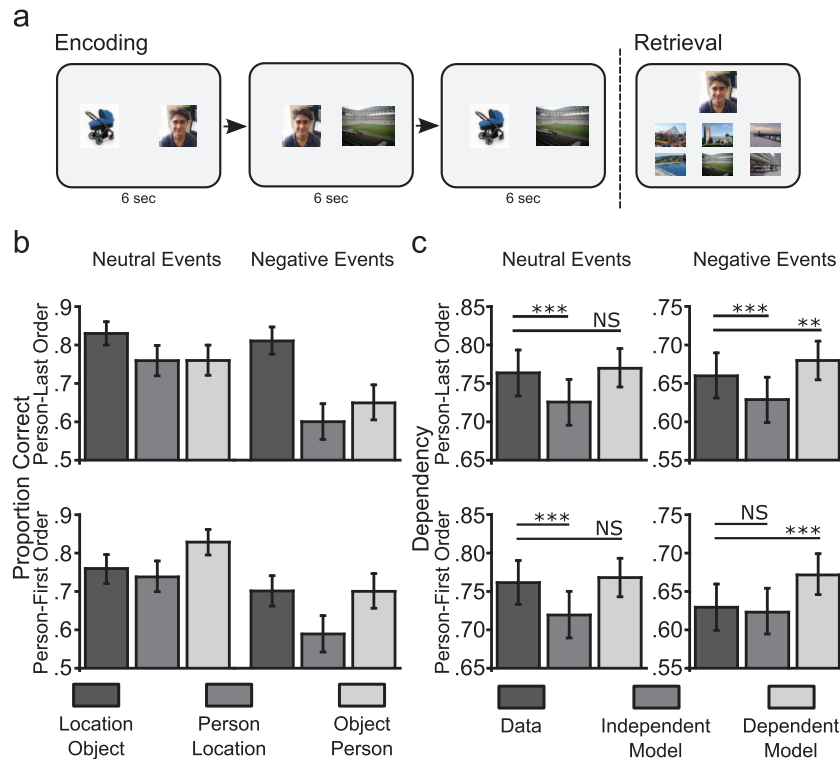 a
Encoding
Retrieval
6 sec
6 sec
6 sec
b
Neutral Events
Negative Events
Proportion Correct
Person-Last Order
.9
.8
.7
.6
.5
Person-First Order
.9
.8
.7
.6
.5
Location
Object
Person
Location
Object
Person
c
Neutral Events
Negative Events
Dependency
Person-Last Order
.85
.80
.75
.70
.65
***
NS
.75
.70
.65
.60
.55
***
**
Person-First Order
.85
.80
.75
.70
.65
***
NS
.75
.70
.65
.60
.55
NS
***
Data
Independent
Model
Dependent
Model